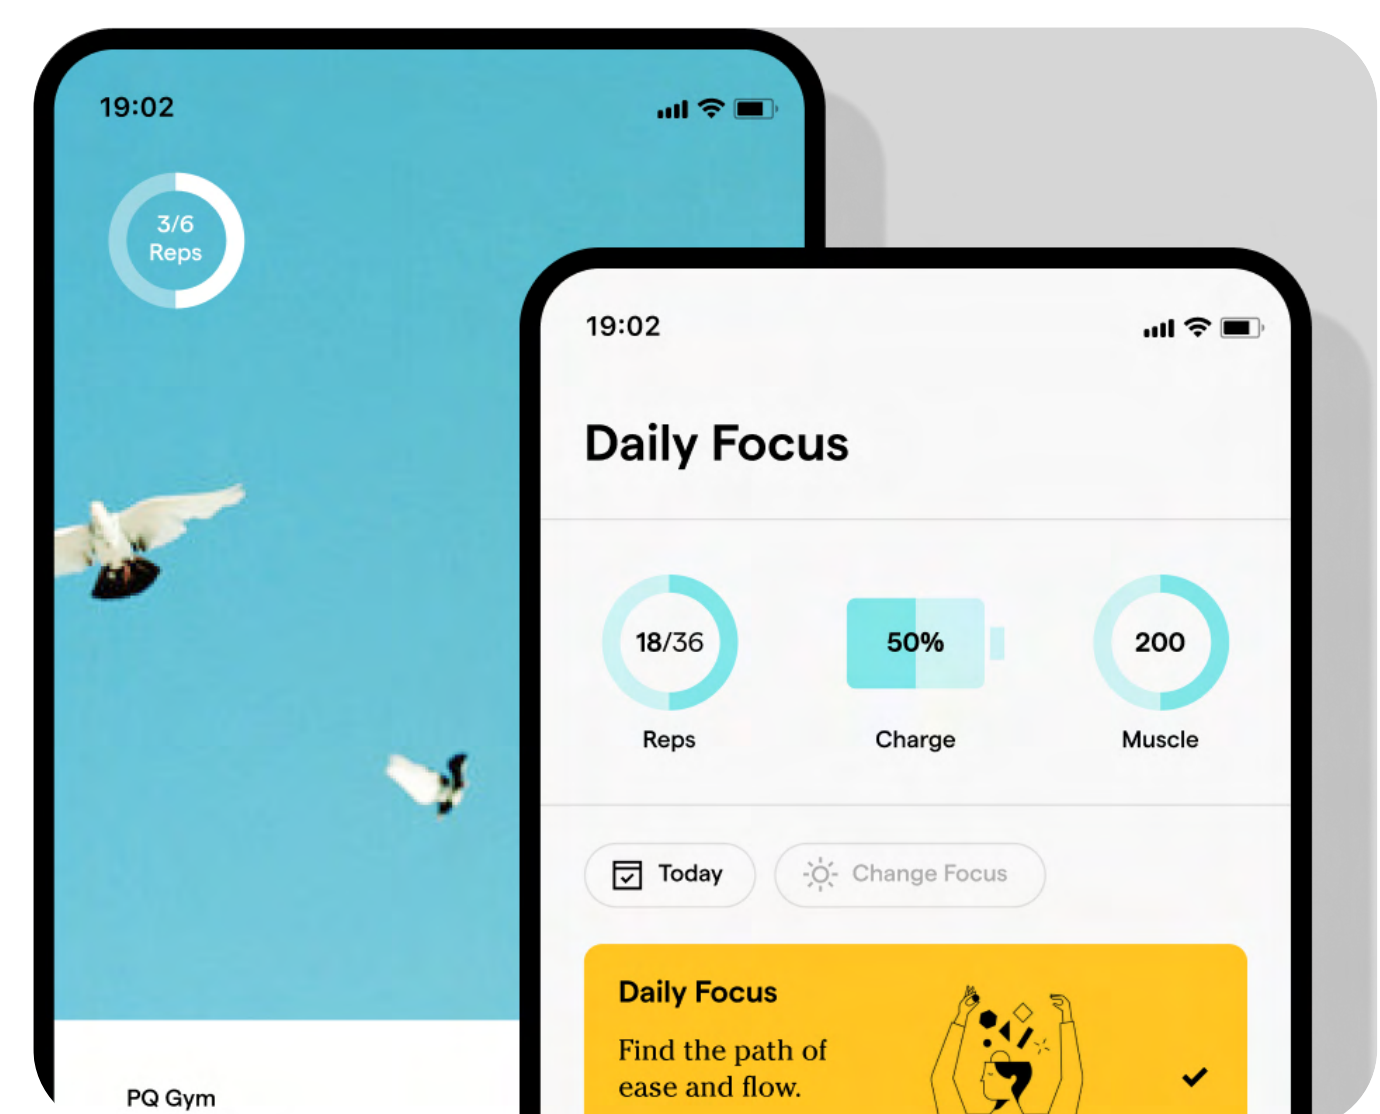 19:02
3/6
Reps
PQ Gym
19:02
Daily Focus
18/36
Reps
50%
Charge
200
Muscle
Today
Change Focus
Daily Focus
Find the path of
ease and flow.